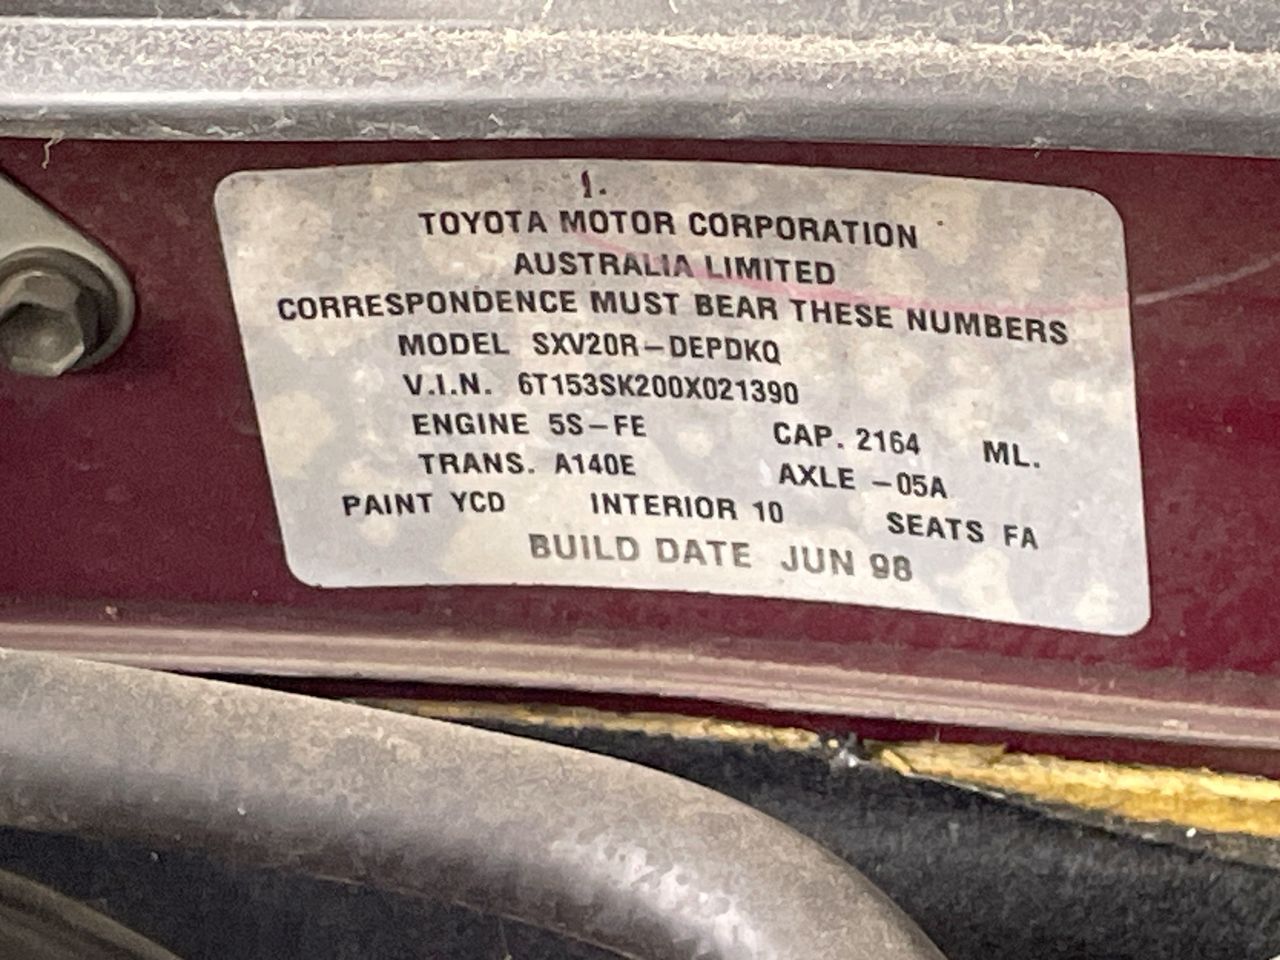 1.
TOYOTA MOTOR CORPORATION
AUSTRALIA LIMITED
CORRESPONDENCE MUST BEAR THESE NUMBERS
MODEL SXV20R-DEPDKQ
V.I.N. 6T153SK200X021390
ENGINE 5S-FE CAP. 2164 ML.
TRANS. A140E AXLE -05A
PAINT YCD INTERIOR 10 SEATS FA
BUILD DATE JUN 98